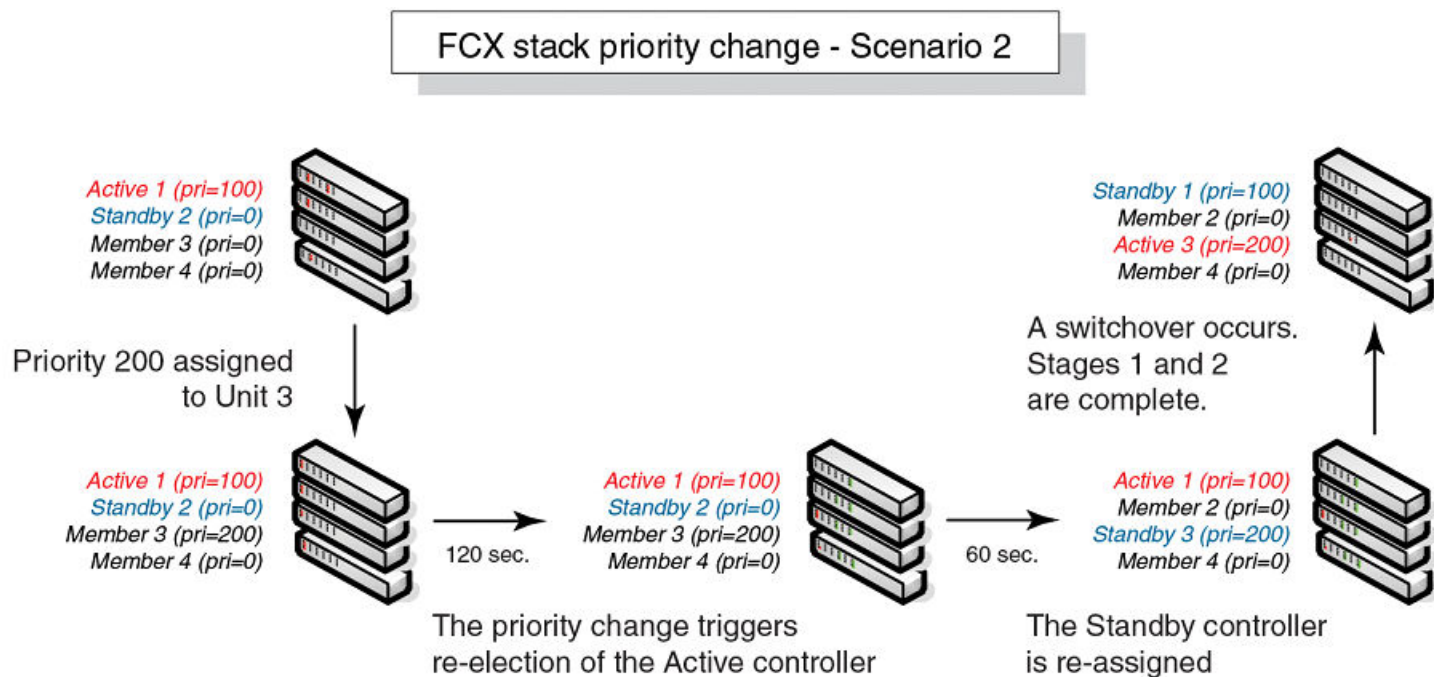 FCX stack priority change - Scenario 2
Active 1 (pri=100)
Standby 2 (pri=0)
Member 3 (pri=0)
Member 4 (pri=0)
Priority 200 assigned
to Unit 3
Active 1 (pri=100)
Standby 2 (pri=0)
Member 3 (pri=200)
Member 4 (pri=0)
120 sec.
The priority change triggers
re-election of the Active controller
Active 1 (pri=100)
Standby 2 (pri=0)
Member 3 (pri=200)
Member 4 (pri=0)
60 sec.
Active 1 (pri=100)
Member 2 (pri=0)
Standby 3 (pri=200)
Member 4 (pri=0)
The Standby controller
is re-assigned
A switchover occurs.
Stages 1 and 2
are complete.
Standby 1 (pri=100)
Member 2 (pri=0)
Active 3 (pri=200)
Member 4 (pri=0)